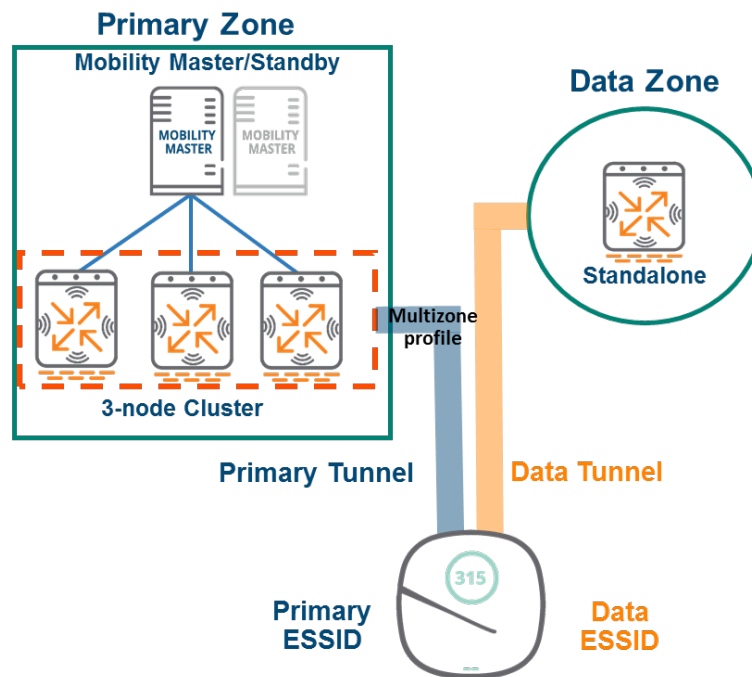 Primary Zone
Mobility Master/Standby
MOBILITY
MASTER
MOBILITY
MASTER
3-node Cluster
Data Zone
Standalone
Multizone
profile
Primary Tunnel
Data Tunnel
315
Primary
ESSID
Data
ESSID